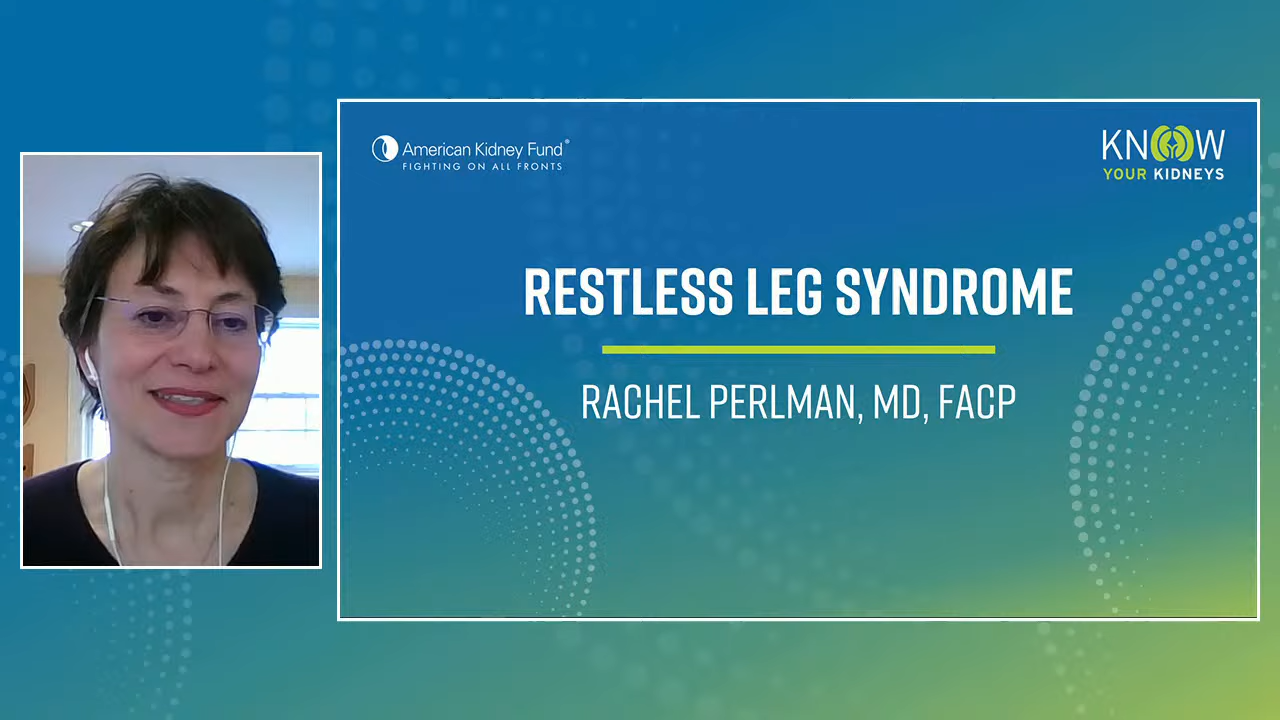 American Kidney Fund®
FIGHTING ON ALL FRONTS
KNOW
YOUR KIDNEYS
RESTLESS LEG SYNDROME
RACHEL PERLMAN, MD, FACP